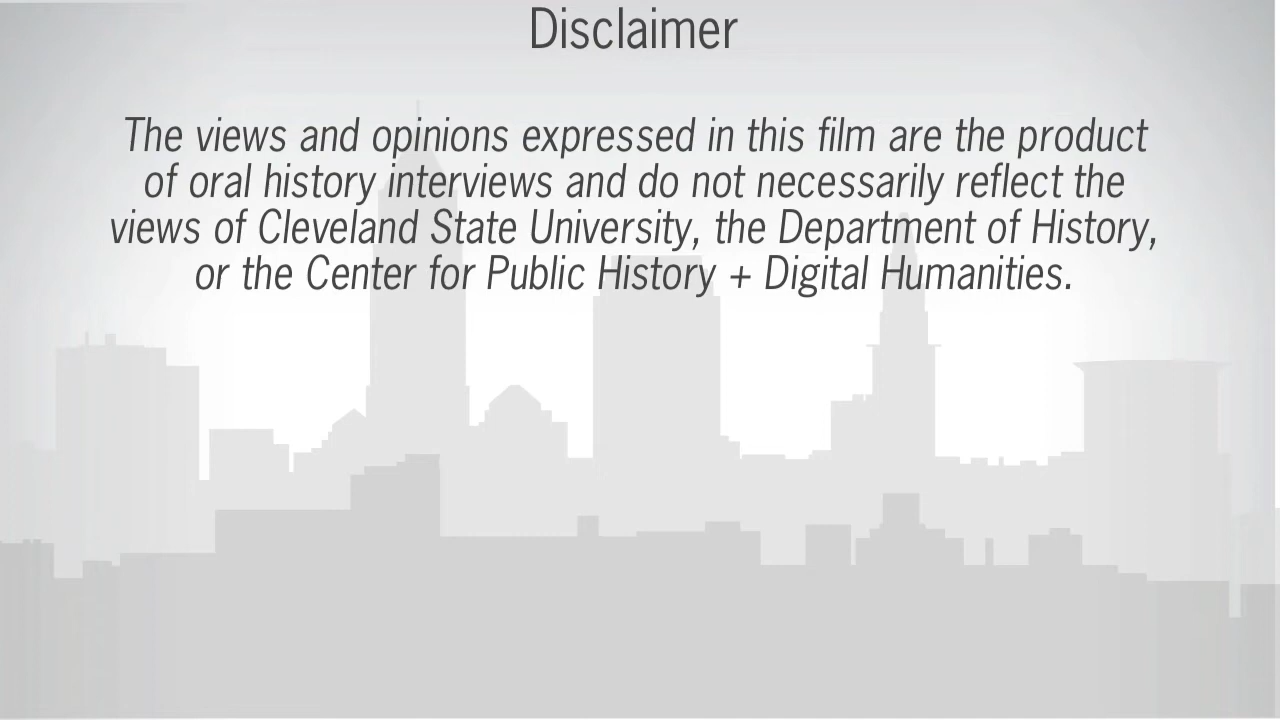 Disclaimer
The views and opinions expressed in this film are the product
of oral history interviews and do not necessarily reflect the
views of Cleveland State University, the Department of History,
or the Center for Public History + Digital Humanities.